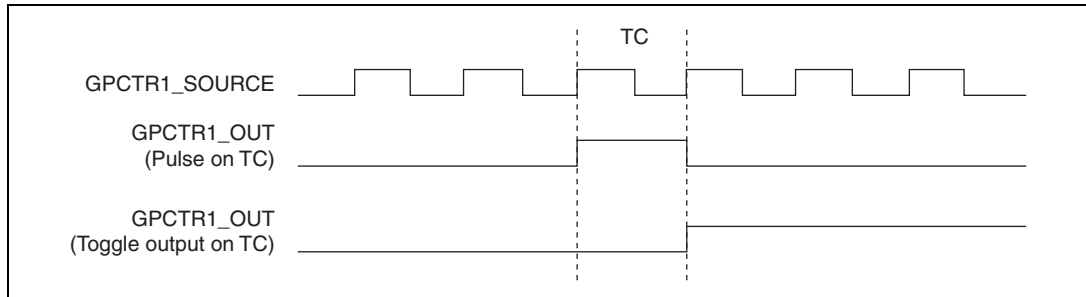 TC
GPCTR1_SOURCE
GPCTR1_OUT
(Pulse on TC)
GPCTR1_OUT
(Toggle output on TC)